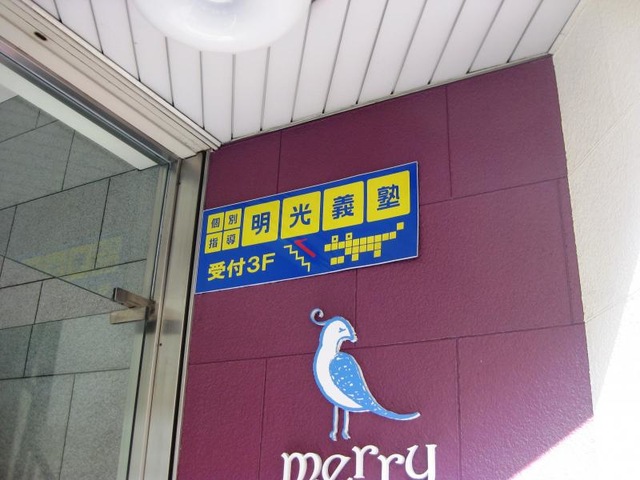 個別
指導
明光義塾
受付3F
merry